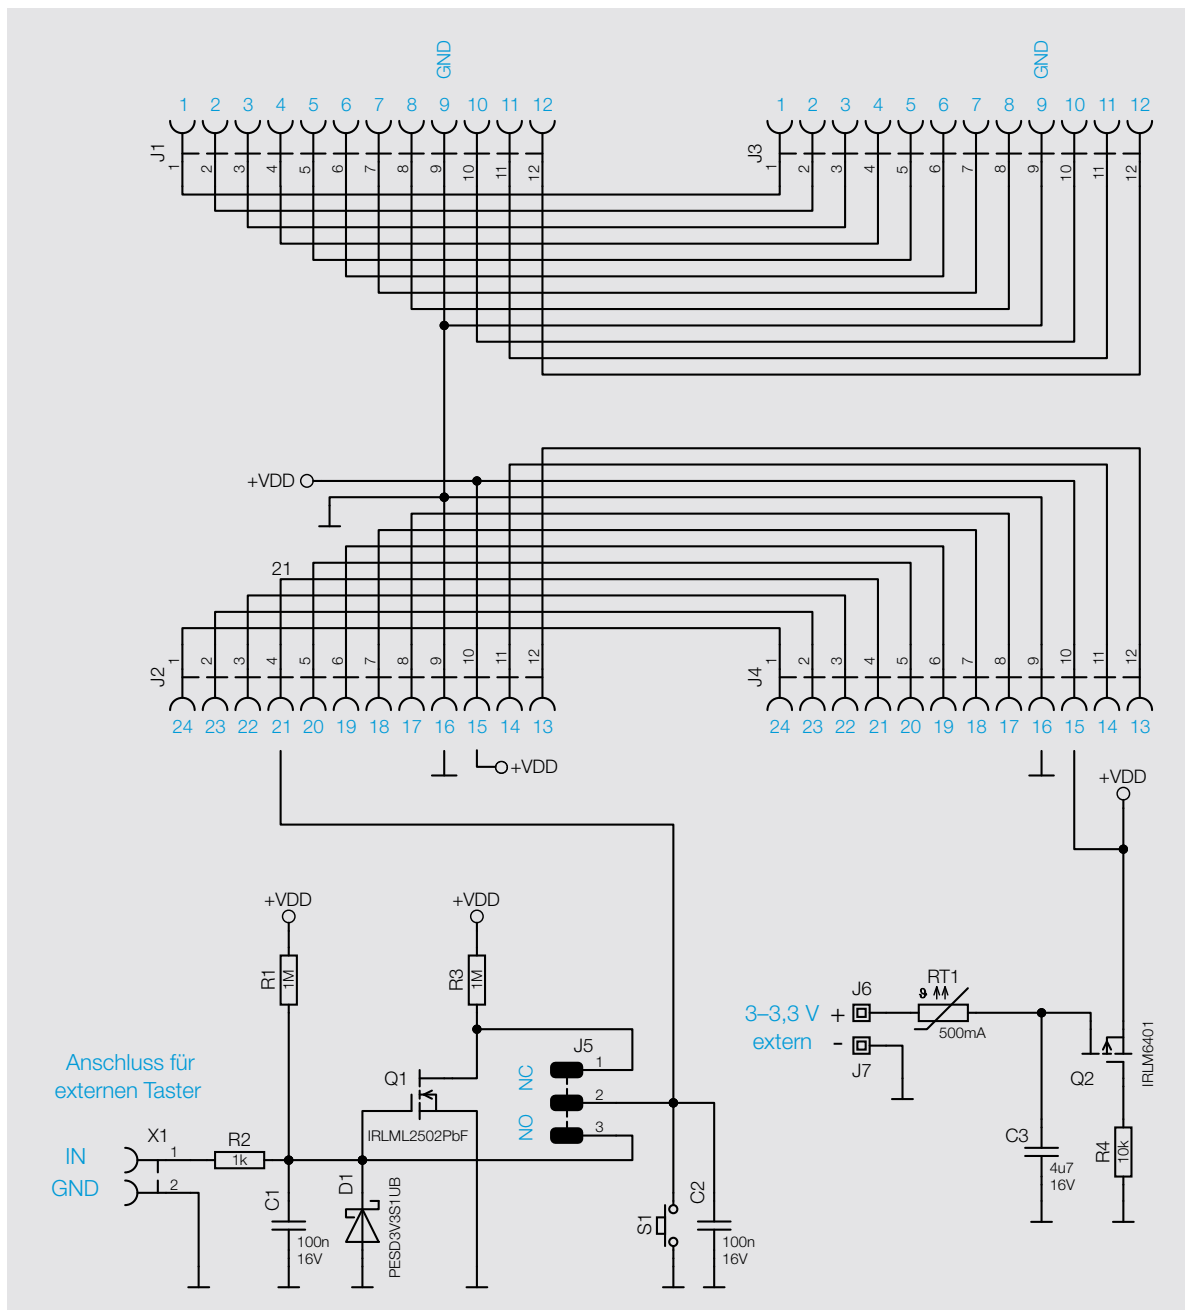 GND GND
1 2 3 4 5 6 7 8 9 10 11 12 1 2 3 4 5 6 7 8 9 10 11 12
J1 J3
1 2 3 4 5 6 7 8 9 10 11 12 1 2 3 4 5 6 7 8 9 10 11 12
+VDD
21
J2 J4
1 2 3 4 5 6 7 8 9 10 11 12 1 2 3 4 5 6 7 8 9 10 11 12
24 23 22 21 20 19 18 17 16 15 14 13 24 23 22 21 20 19 18 17 16 15 14 13
+VDD
+VDD
+VDD +VDD
R1 1M R3 1M
RT1
ϑ
500mA
J6
3–3,3 V +
extern -
J7
Q2
IRLM6401
J5
1
2
3
NC
NO
Anschluss für
externen Taster
Q1
IRLML2502PbF
X1
IN 1
GND 2
R2
1k
C1
100n
16V
D1
PESD3V3S1UB
S1
C2
100n
16V
C3
4u7
16V
R4
10k